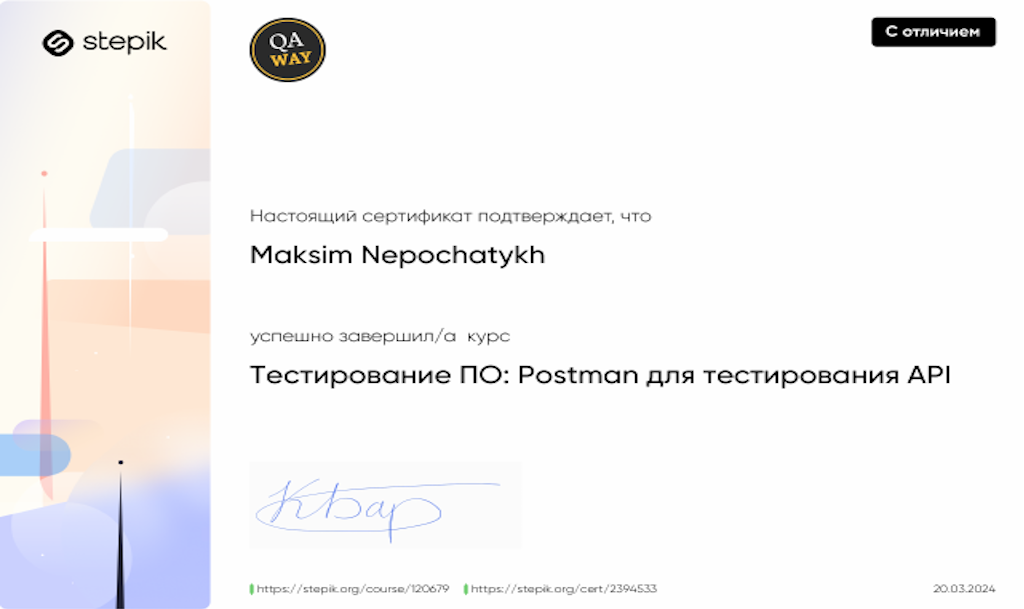 stepik
QA
WAY
С отличием
Настоящий сертификат подтверждает, что
Maksim Nepochatykh
успешно завершил/а курс
Тестирование ПО: Postman для тестирования API
КБар
https://stepik.org/course/120679 https://stepik.org/cert/2394533
20.03.2024